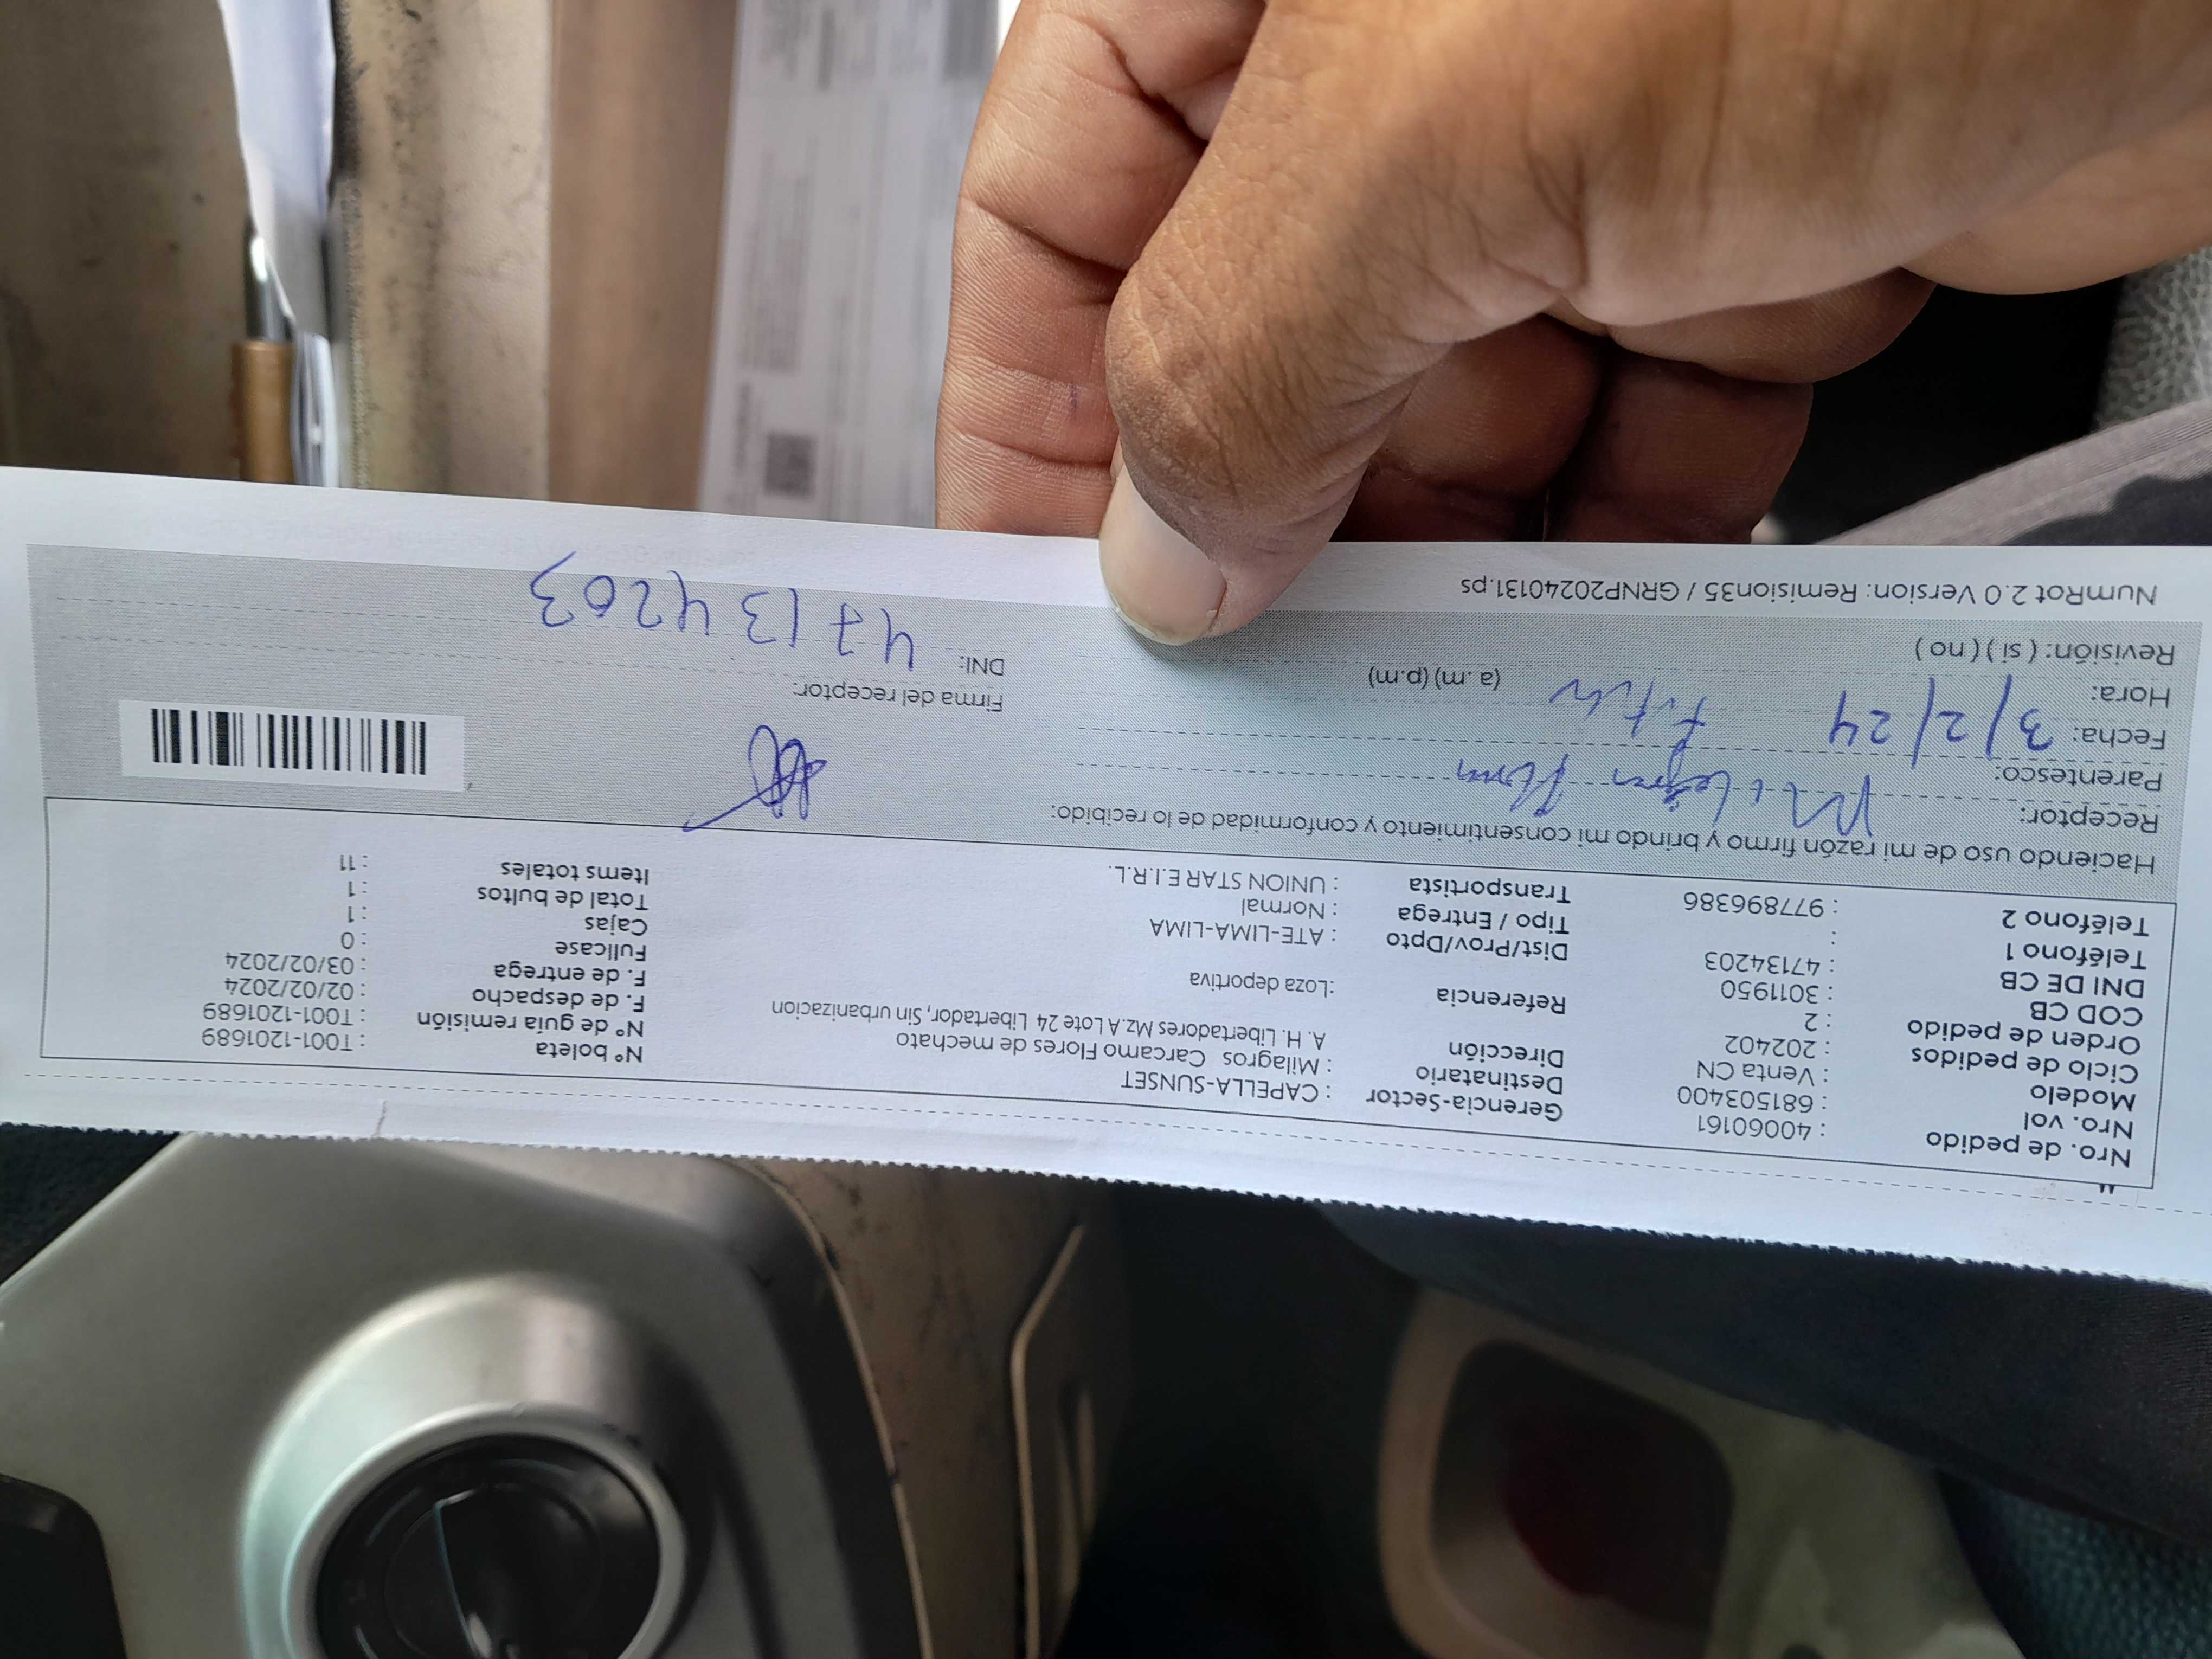 Nro. de pedido : 40060161
Nro. vol : 681503400
Modelo : Venta CN
Ciclo de pedidos : 202402
Orden de pedido : 2
COD CB : 3011950
DNI DE CB : 47134203
Teléfono 1 :
Teléfono 2 : 977896386
Gerencia-Sector : CAPELLA-SUNSET
Destinatario : Milagros Carcamo Flores de mechato
Dirección A. H. Libertadores Mz.A Lote 24 Libertador, Sin urbanizacion
Referencia :Loza deportiva
Dist/Prov/Dpto : ATE-LIMA-LIMA
Tipo / Entrega : Normal
Transportista : UNION STAR E.I.R.L.
Nº boleta : T001-1201689
Nº de guía remisión : T001-1201689
F. de despacho : 02/02/2024
F. de entrega : 03/02/2024
Fullcase : 0
Cajas : 1
Total de bultos : 1
Items totales : 11
Haciendo uso de mi razón firmo y brindo mi consentimiento y conformidad de lo recibido:
Receptor:
Parentesco:
Fecha: 3/2/24
Hora: (a.m) (p.m)
Revisión: ( si ) ( no )
Firma del receptor:
DNI: 47134203
NumRot 2.0 Version: Remision35 / GRNP20240131.ps